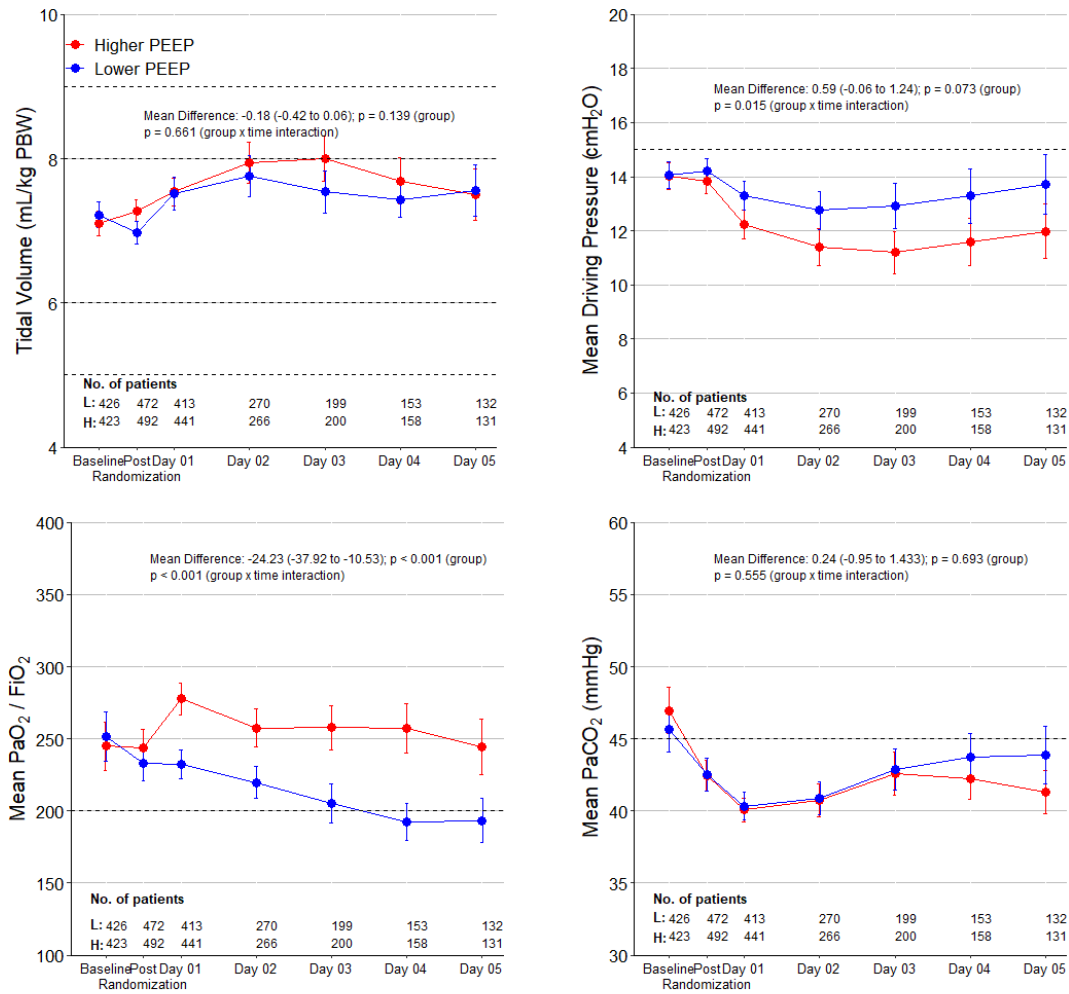 10
8
6
4
Tidal Volume (mL/kg PBW)
Higher PEEP
Lower PEEP
Mean Difference: -0.18 (-0.42 to 0.06); p = 0.139 (group)
p = 0.661 (group x time interaction)
No. of patients
L: 426 472 413 270 199 153 132
H: 423 492 441 266 200 158 131
Baseline Post Day 01 Day 02 Day 03 Day 04 Day 05
Randomization
20
18
16
14
12
10
8
6
4
Mean Driving Pressure (cmH₂O)
Mean Difference: 0.59 (-0.06 to 1.24); p = 0.073 (group)
p = 0.015 (group x time interaction)
No. of patients
L: 426 472 413 270 199 153 132
H: 423 492 441 266 200 158 131
Baseline Post Day 01 Day 02 Day 03 Day 04 Day 05
Randomization
400
350
300
250
200
150
100
Mean PaO₂ / FiO₂
Mean Difference: -24.23 (-37.92 to -10.53); p < 0.001 (group)
p < 0.001 (group x time interaction)
No. of patients
L: 426 472 413 270 199 153 132
H: 423 492 441 266 200 158 131
Baseline Post Day 01 Day 02 Day 03 Day 04 Day 05
Randomization
60
55
50
45
40
35
30
Mean PaCO₂ (mmHg)
Mean Difference: 0.24 (-0.95 to 1.433); p = 0.693 (group)
p = 0.555 (group x time interaction)
No. of patients
L: 426 472 413 270 199 153 132
H: 423 492 441 266 200 158 131
Baseline Post Day 01 Day 02 Day 03 Day 04 Day 05
Randomization